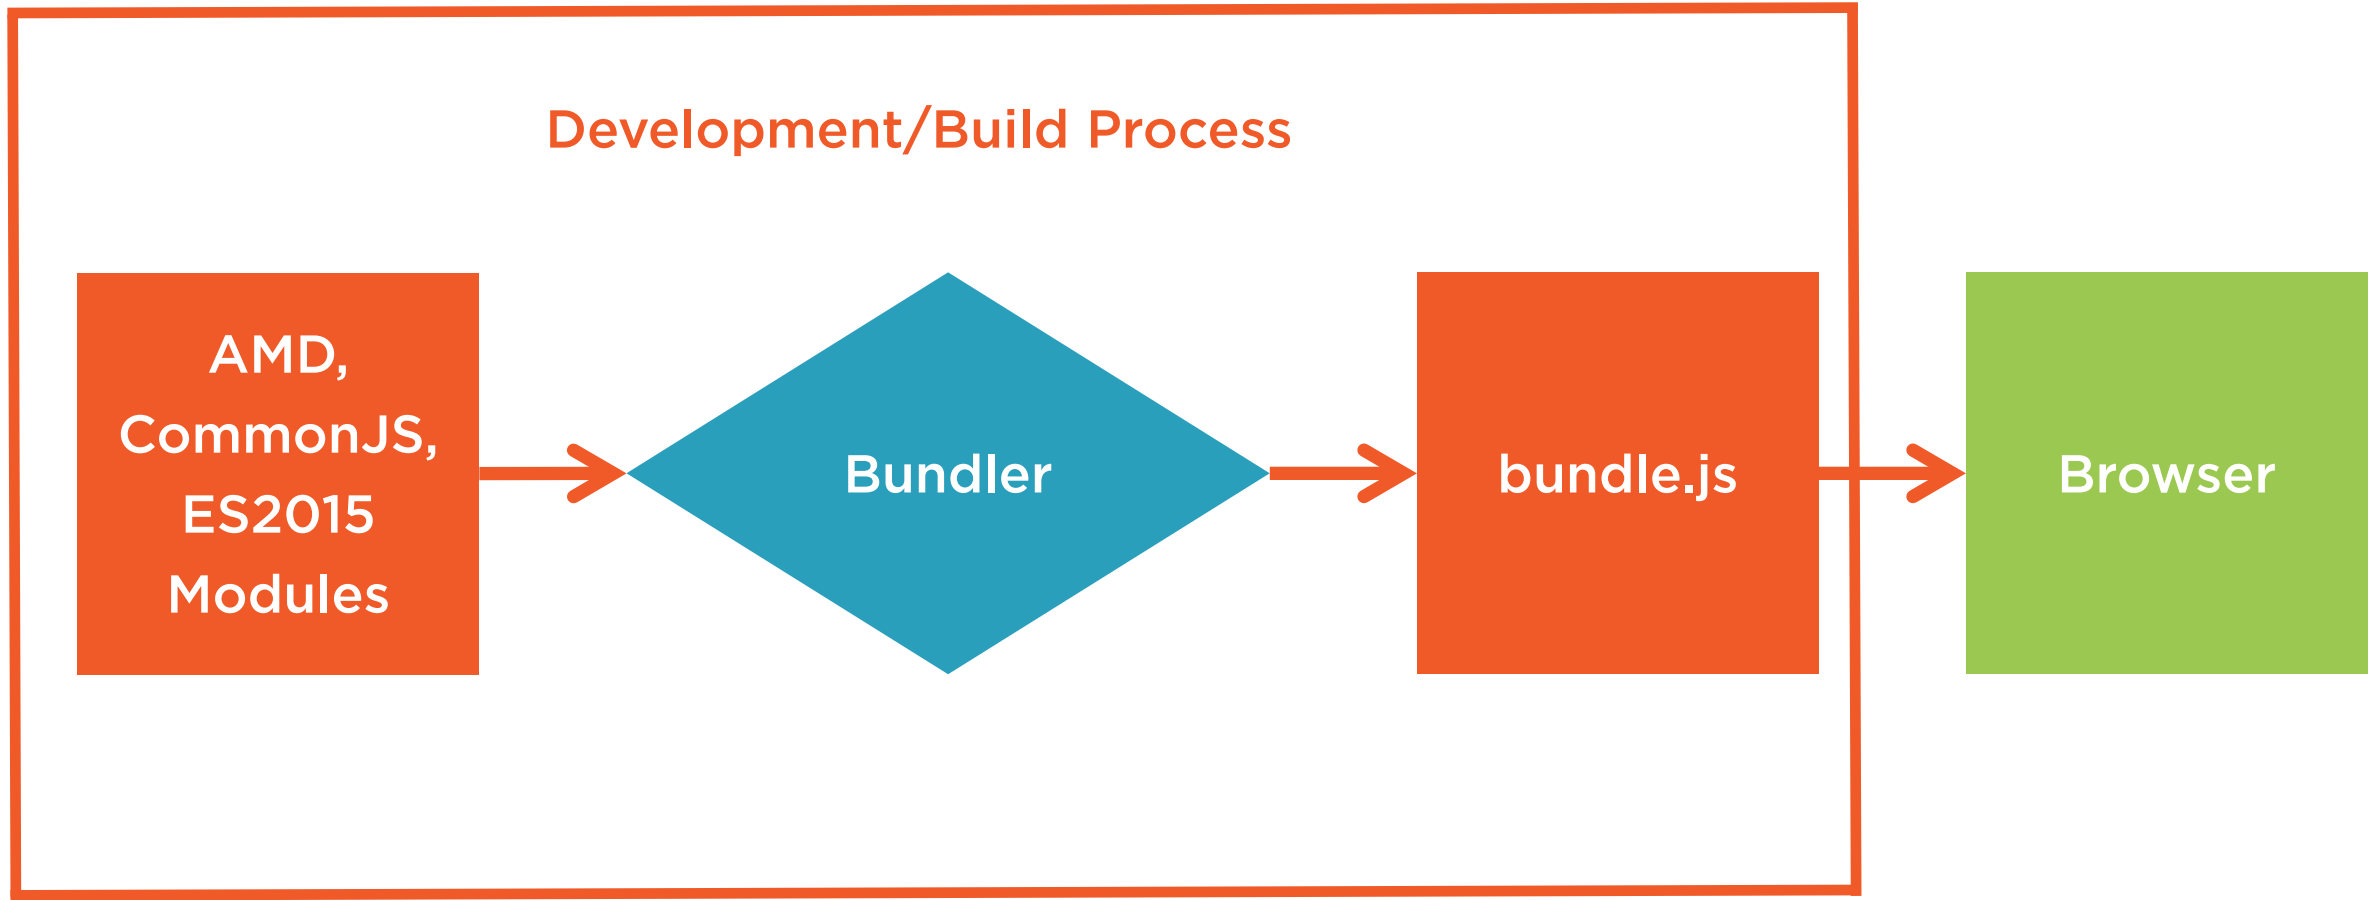 Development/Build Process
AMD,
CommonJS,
ES2015
Modules
Bundler
bundle.js
Browser